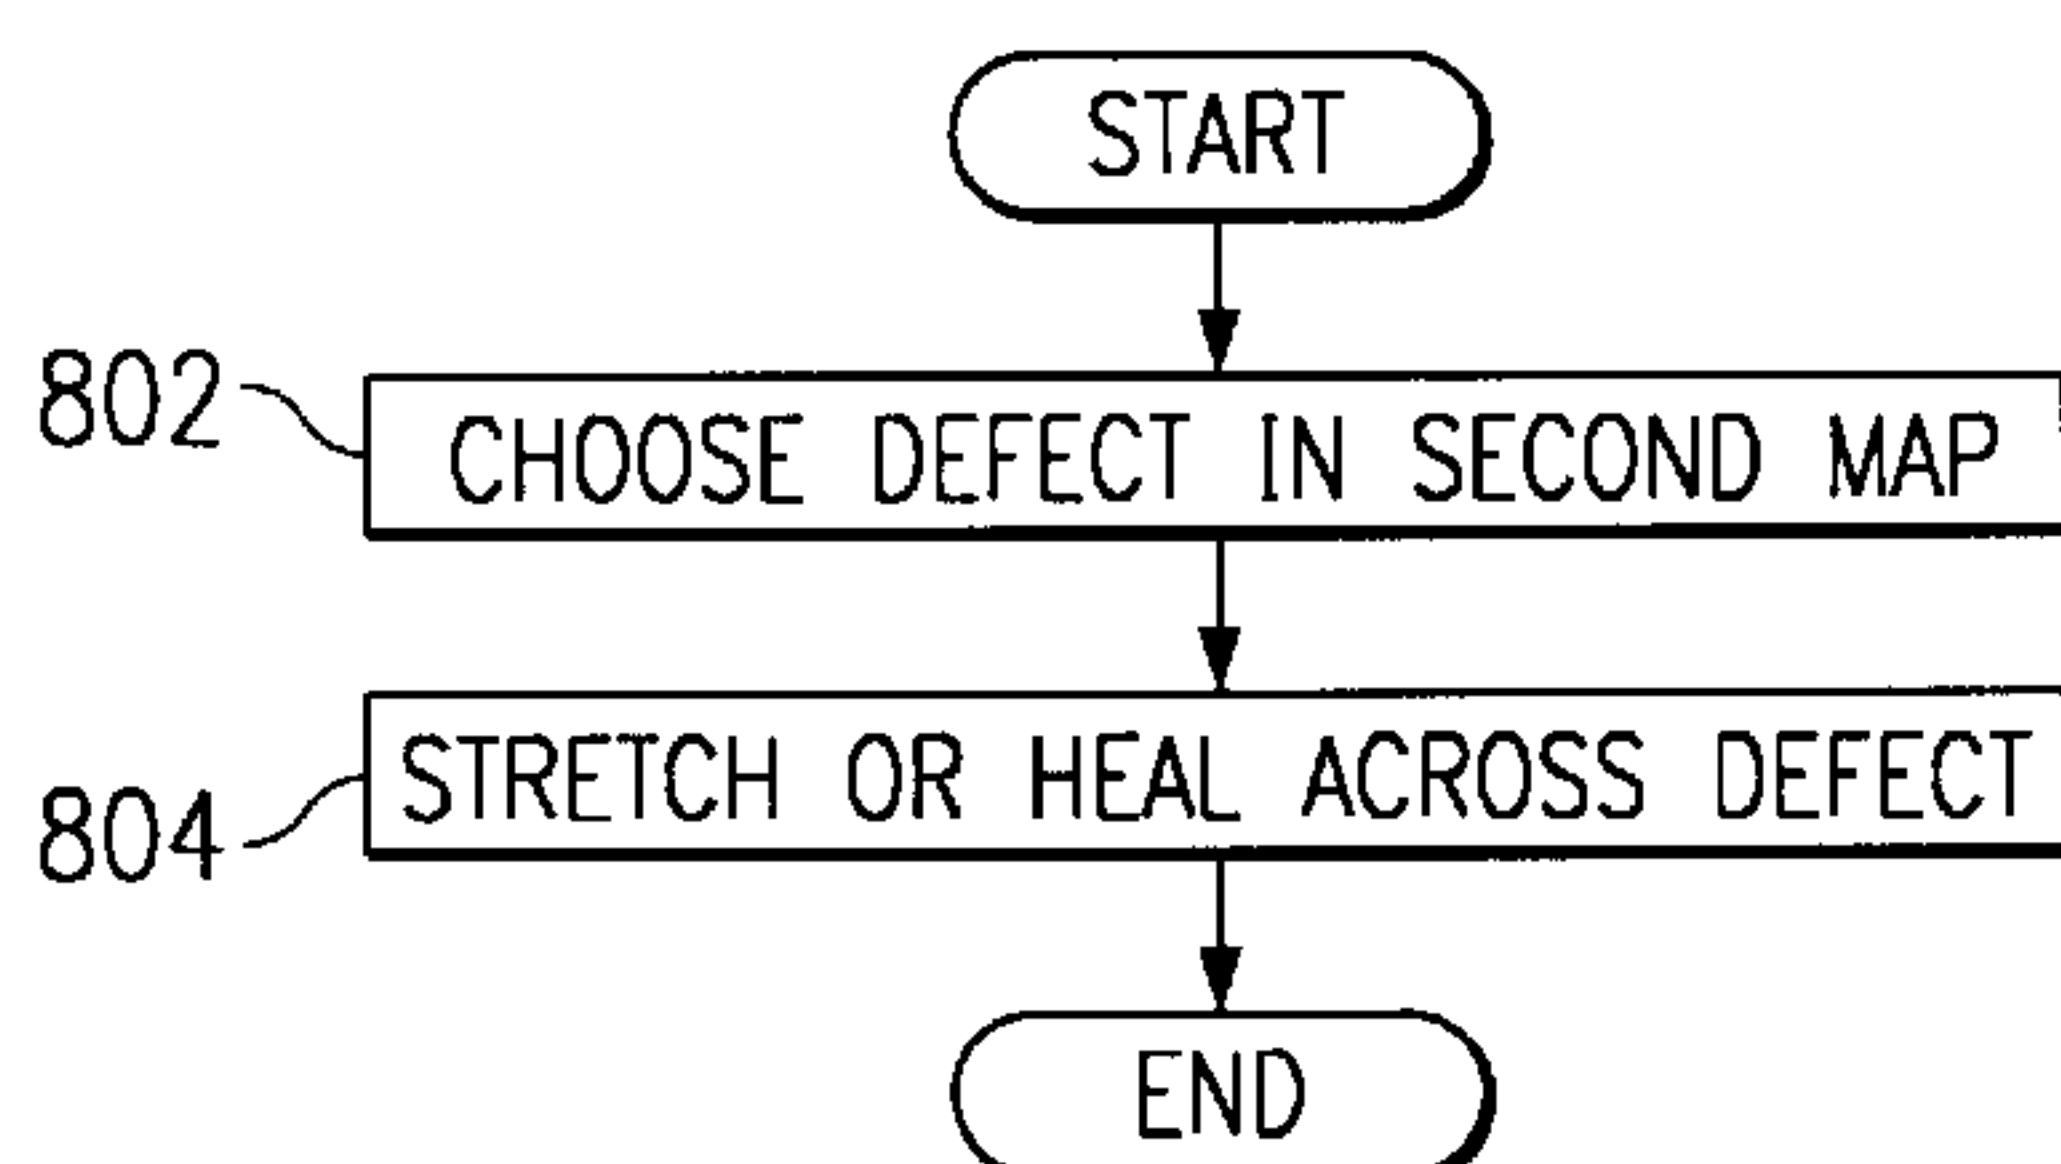 START
802
CHOOSE DEFECT IN SECOND MAP
STRETCH OR HEAL ACROSS DEFECT
804
END